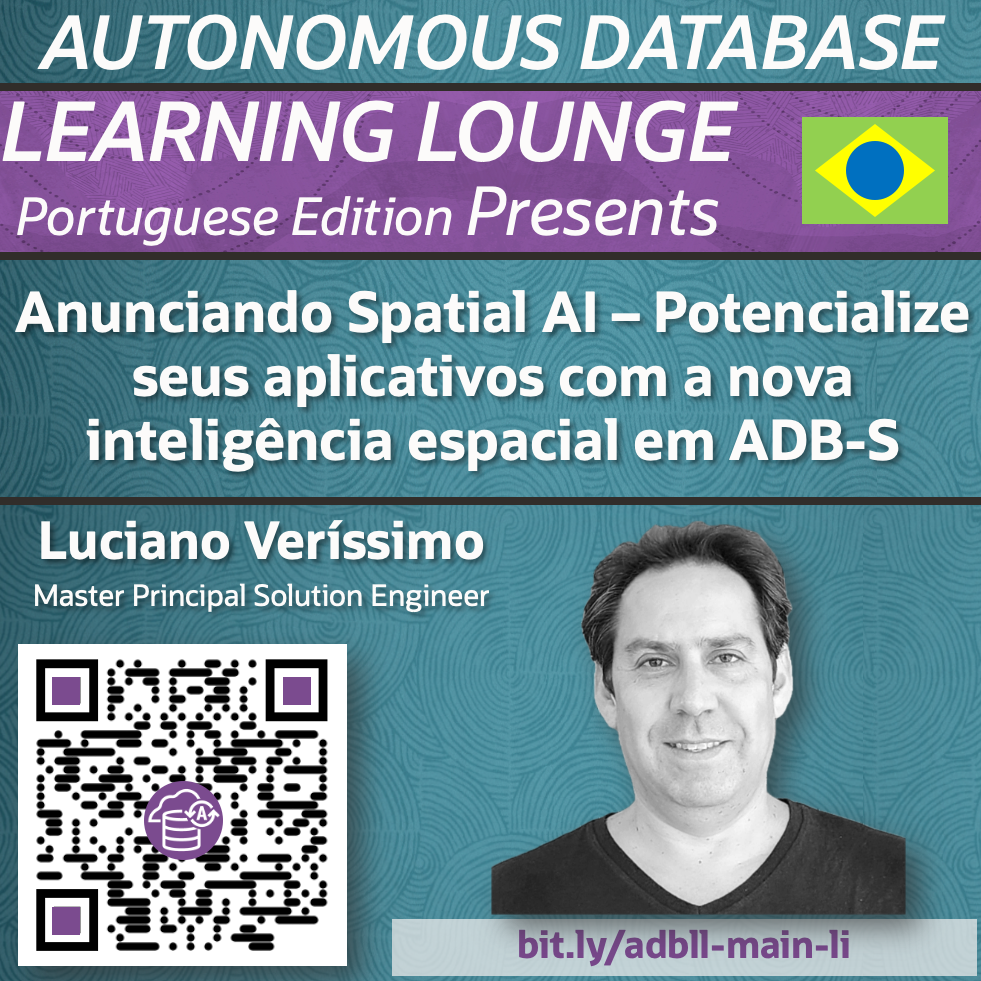 AUTONOMOUS DATABASE
LEARNING LOUNGE
Portuguese Edition Presents
Anunciando Spatial AI – Potencialize
seus aplicativos com a nova
inteligência espacial em ADB-S
Luciano Veríssimo
Master Principal Solution Engineer
A
bit.ly/adbll-main-li